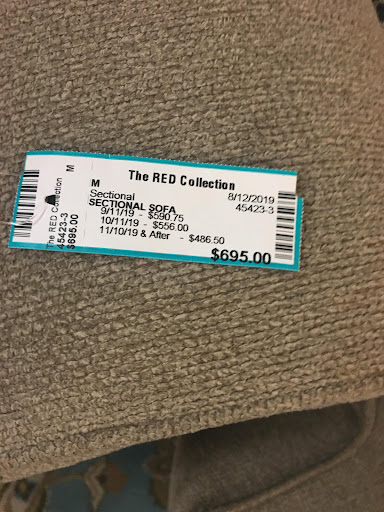 The RED Collection
M
45423-3
$695.00
The RED Collection
M
8/12/2019
Sectional
45423-3
SECTIONAL SOFA
9/11/19 - $590.75
10/11/19 - $556.00
11/10/19 & After - $486.50
$695.00